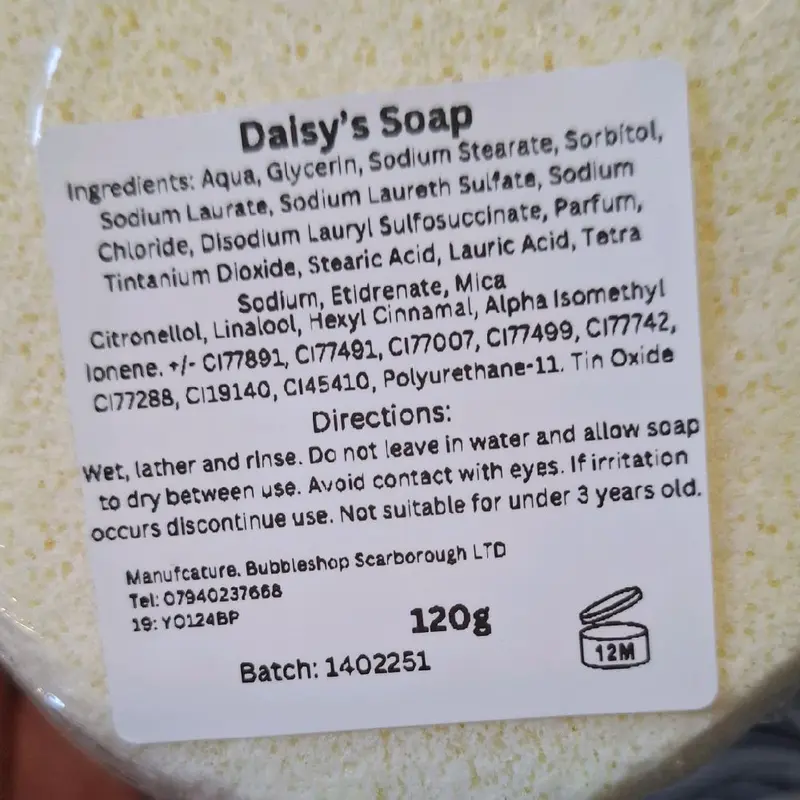 Daisy's Soap
Ingredients: Aqua, Glycerin, Sodium Stearate, Sorbitol,
Sodium Laurate, Sodium Laureth Sulfate, Sodium
Chloride, Disodium Lauryl Sulfosuccinate, Parfum,
Tintanium Dioxide, Stearic Acid, Lauric Acid, Tetra
Sodium, Etidrenate, Mica
Citronellol, Linalool, Hexyl Cinnamal, Alpha Isomethyl
Ionene. +/- CI77891, CI77491, CI77007, CI77499, CI77742,
CI77288, CI19140, CI45410, Polyurethane-11. Tin Oxide
Directions:
Wet, lather and rinse. Do not leave in water and allow soap
to dry between use. Avoid contact with eyes. If irritation
occurs discontinue use. Not suitable for under 3 years old.
Manufcature. Bubbleshop Scarborough LTD
Tel: 07940237668
19: YO124BP
120g
12M
Batch: 1402251